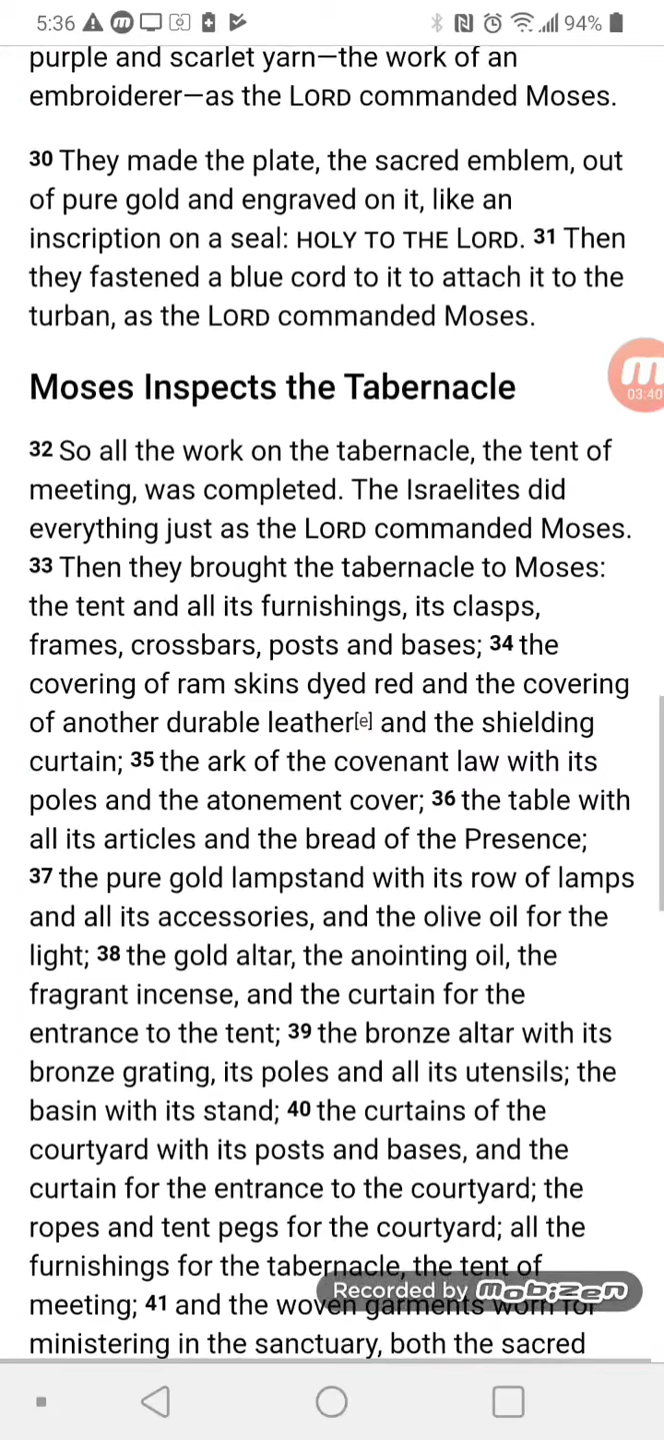 5:36 94%
purple and scarlet yarn—the work of an
embroiderer—as the LORD commanded Moses.
30 They made the plate, the sacred emblem, out
of pure gold and engraved on it, like an
inscription on a seal: HOLY TO THE LORD. 31 Then
they fastened a blue cord to it to attach it to the
turban, as the LORD commanded Moses.
Moses Inspects the Tabernacle
03:40
32 So all the work on the tabernacle, the tent of
meeting, was completed. The Israelites did
everything just as the LORD commanded Moses.
33 Then they brought the tabernacle to Moses:
the tent and all its furnishings, its clasps,
frames, crossbars, posts and bases; 34 the
covering of ram skins dyed red and the covering
of another durable leather[e] and the shielding
curtain; 35 the ark of the covenant law with its
poles and the atonement cover; 36 the table with
all its articles and the bread of the Presence;
37 the pure gold lampstand with its row of lamps
and all its accessories, and the olive oil for the
light; 38 the gold altar, the anointing oil, the
fragrant incense, and the curtain for the
entrance to the tent; 39 the bronze altar with its
bronze grating, its poles and all its utensils; the
basin with its stand; 40 the curtains of the
courtyard with its posts and bases, and the
curtain for the entrance to the courtyard; the
ropes and tent pegs for the courtyard; all the
furnishings for the tabernacle, the tent of
Recorded by mobizen
meeting; 41 and the woven garments worn for
ministering in the sanctuary, both the sacred